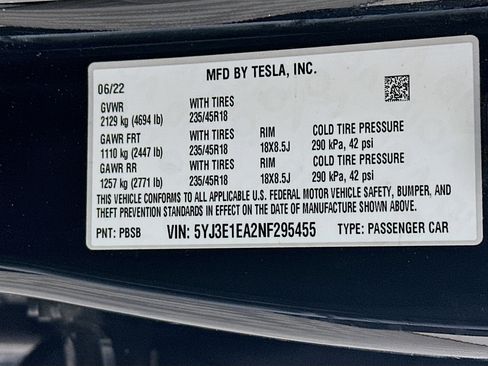 MFD BY TESLA, INC.
06/22
GVWR WITH TIRES
2129 kg (4694 lb) 235/45R18
GAWR FRT WITH TIRES RIM COLD TIRE PRESSURE
1110 kg (2447 lb) 235/45R18 18X8.5J 290 kPa, 42 psi
GAWR RR WITH TIRES RIM COLD TIRE PRESSURE
1257 kg (2771 lb) 235/45R18 18X8.5J 290 kPa, 42 psi
THIS VEHICLE CONFORMS TO ALL APPLICABLE U.S. FEDERAL MOTOR VEHICLE SAFETY, BUMPER, AND
THEFT PREVENTION STANDARDS IN EFFECT ON THE DATE OF MANUFACTURE SHOWN ABOVE.
PNT: PBSB VIN: 5YJ3E1EA2NF295455 TYPE: PASSENGER CAR